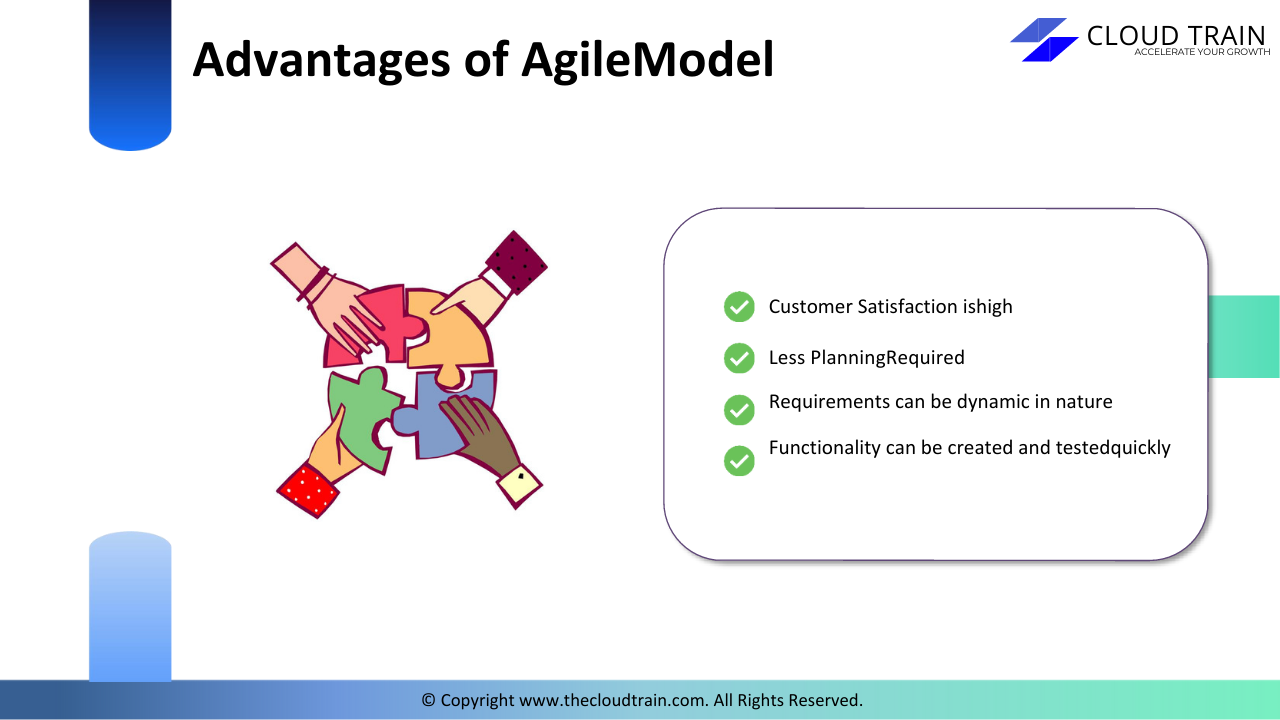 Advantages of AgileModel
CLOUD TRAIN
ACCELERATE YOUR GROWTH
Customer Satisfaction ishigh
Less PlanningRequired
Requirements can be dynamic in nature
Functionality can be created and testedquickly
© Copyright www.thecloudtrain.com. All Rights Reserved.